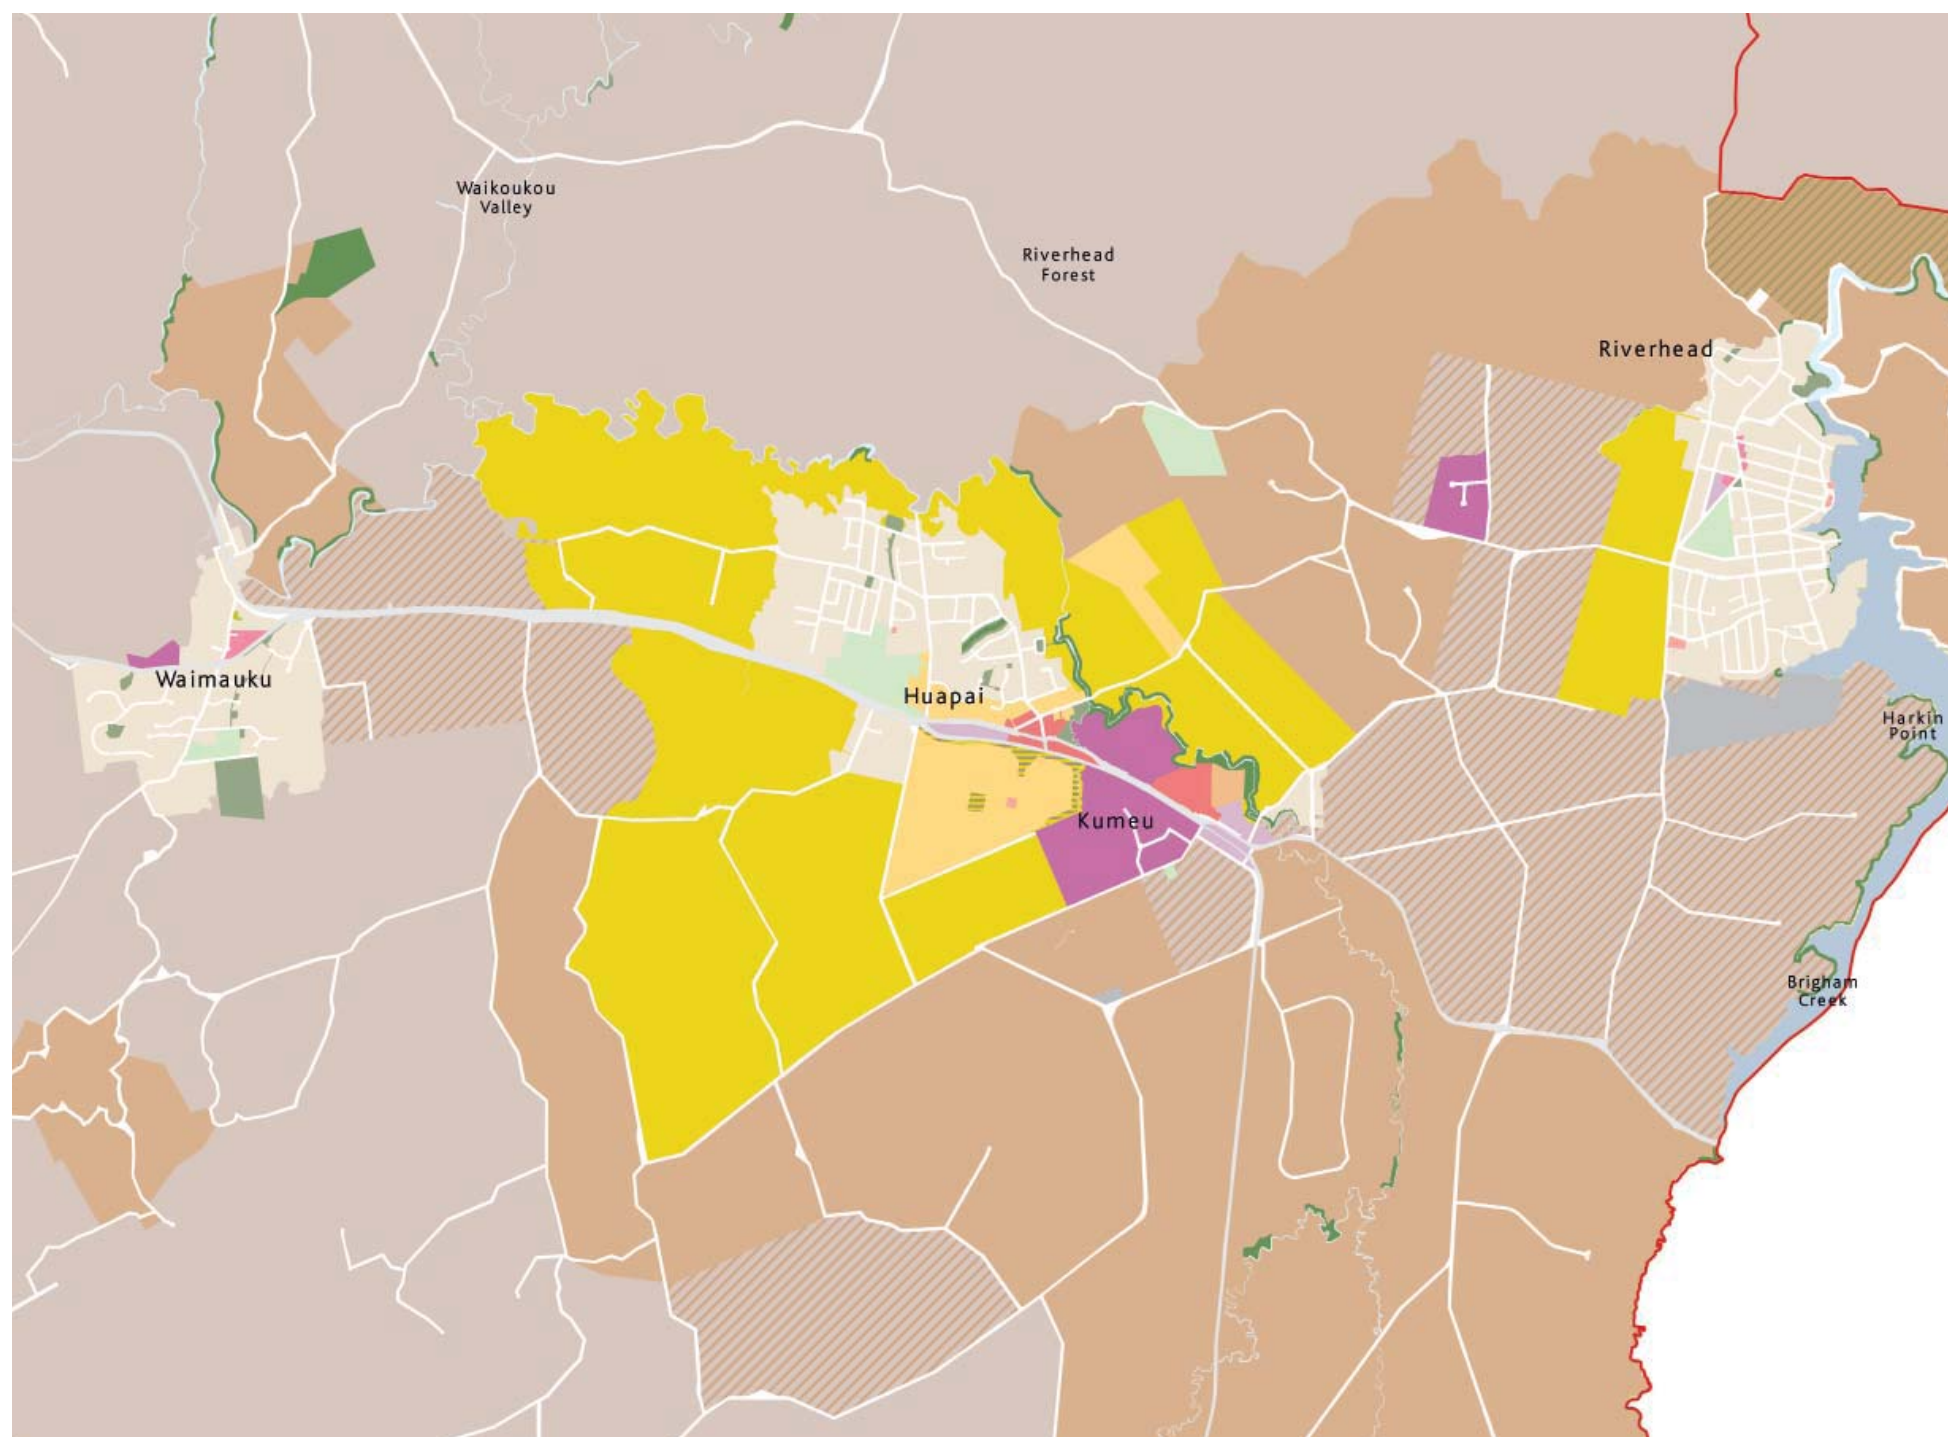 Waikoukou
Valley
Riverhead
Forest
Riverhead
Waimauku
Huapai
Harkin
Point
Kumeu
Brigham
Creek